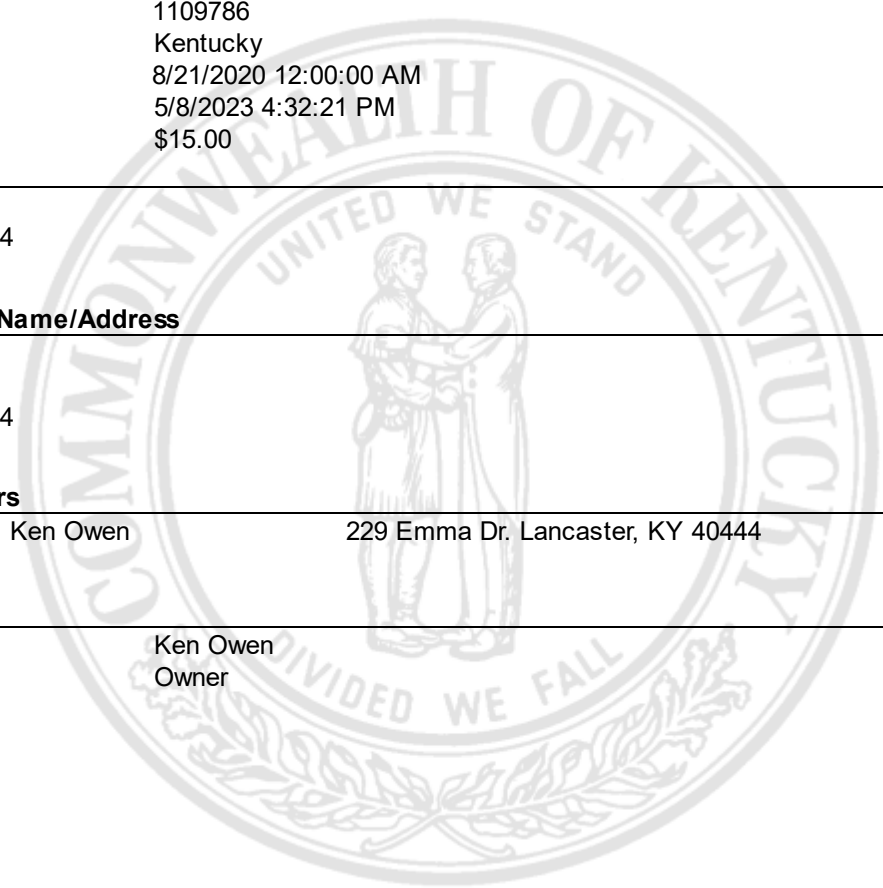 1109786
Kentucky
8/21/2020 12:00:00 AM
5/8/2023 4:32:21 PM
$15.00
4
Name/Address
4
rs
Ken Owen 229 Emma Dr. Lancaster, KY 40444
Ken Owen
Owner
COMMONWEALTH OF KENTUCKY
UNITED WE STAND
DIVIDED WE FALL